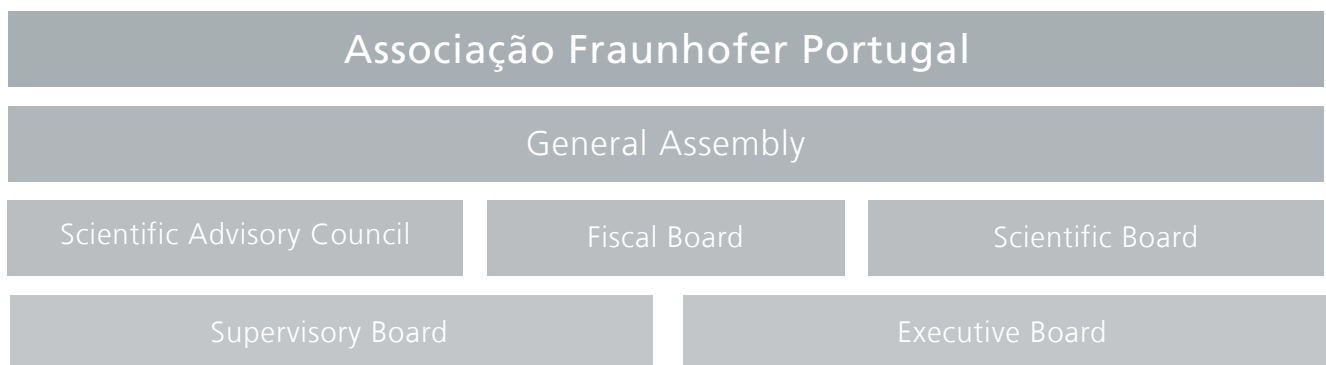 Associação Fraunhofer Portugal
General Assembly
Scientific Advisory Council
Fiscal Board
Scientific Board
Supervisory Board
Executive Board